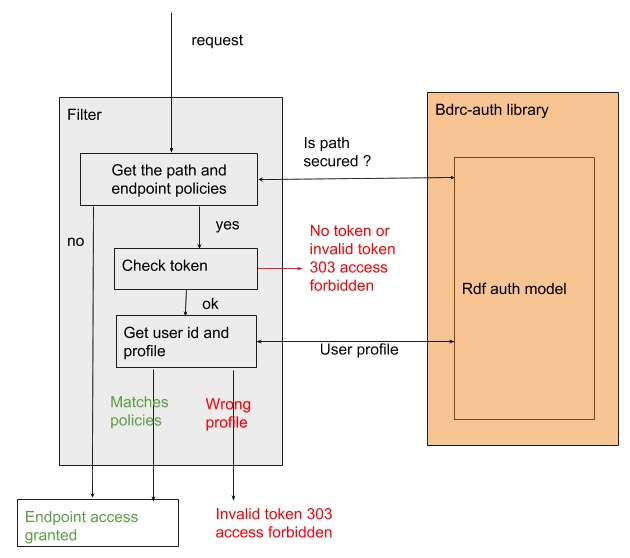 request
Filter
Bdrc-auth library
Is path
secured ?
Get the path and
endpoint policies
yes
no
No token or
invalid token
303 access
forbidden
Check token
Rdf auth model
ok
Get user id and
profile
User profile
Matches
policies
Wrong
profile
Endpoint access
granted
Invalid token 303
access forbidden